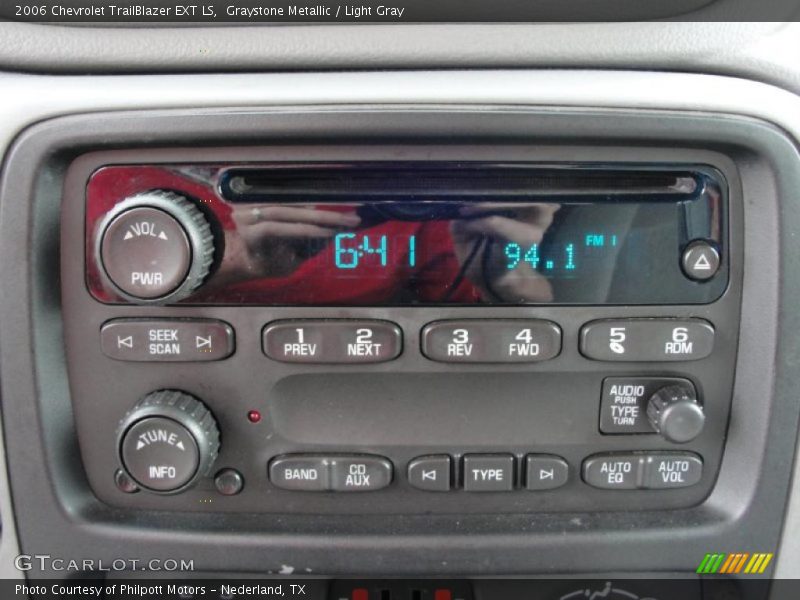 2006 Chevrolet TrailBlazer EXT LS,  Graystone Metallic / Light Gray
VOL
PWR
6:41
94.1
FM 1
SEEK
SCAN
1
PREV
2
NEXT
3
REV
4
FWD
5
6
RDM
AUDIO
PUSH
TYPE
TURN
TUNE
INFO
BAND
CD
AUX
TYPE
AUTO
EQ
AUTO
VOL
GTCARLOT.COM
Photo Courtesy of Philpott Motors - Nederland, TX